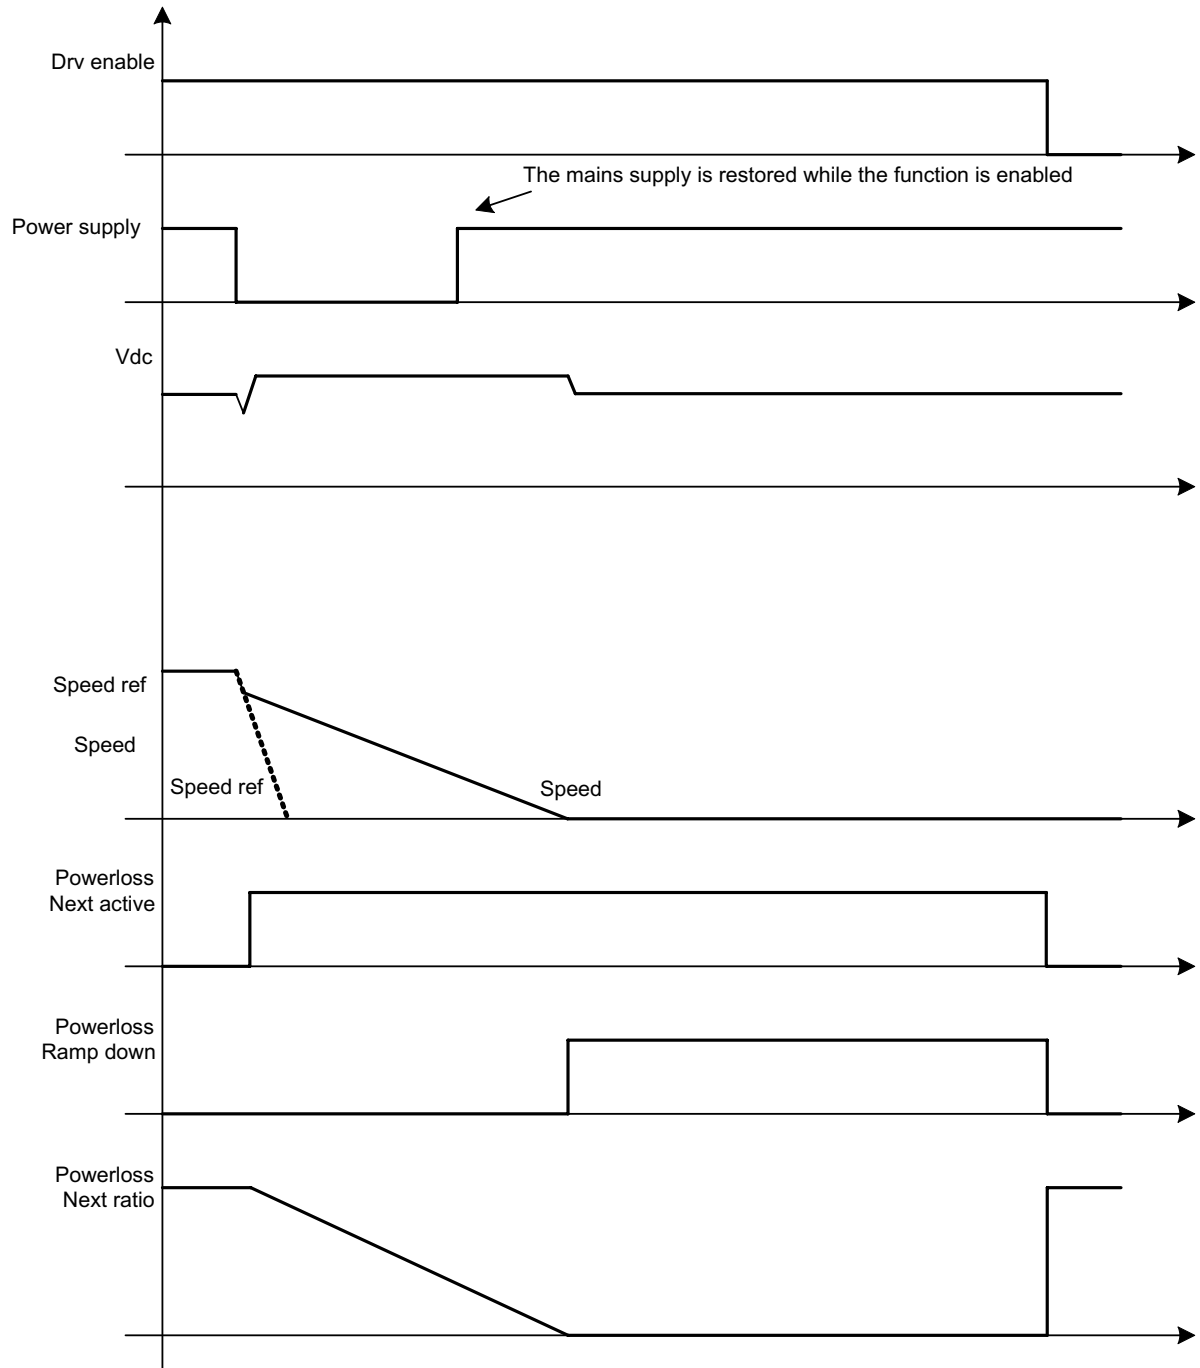 Drv enable
The mains supply is restored while the function is enabled
Power supply
Vdc
Speed ref
Speed
Speed ref
Speed
Powerloss
Next active
Powerloss
Ramp down
Powerloss
Next ratio